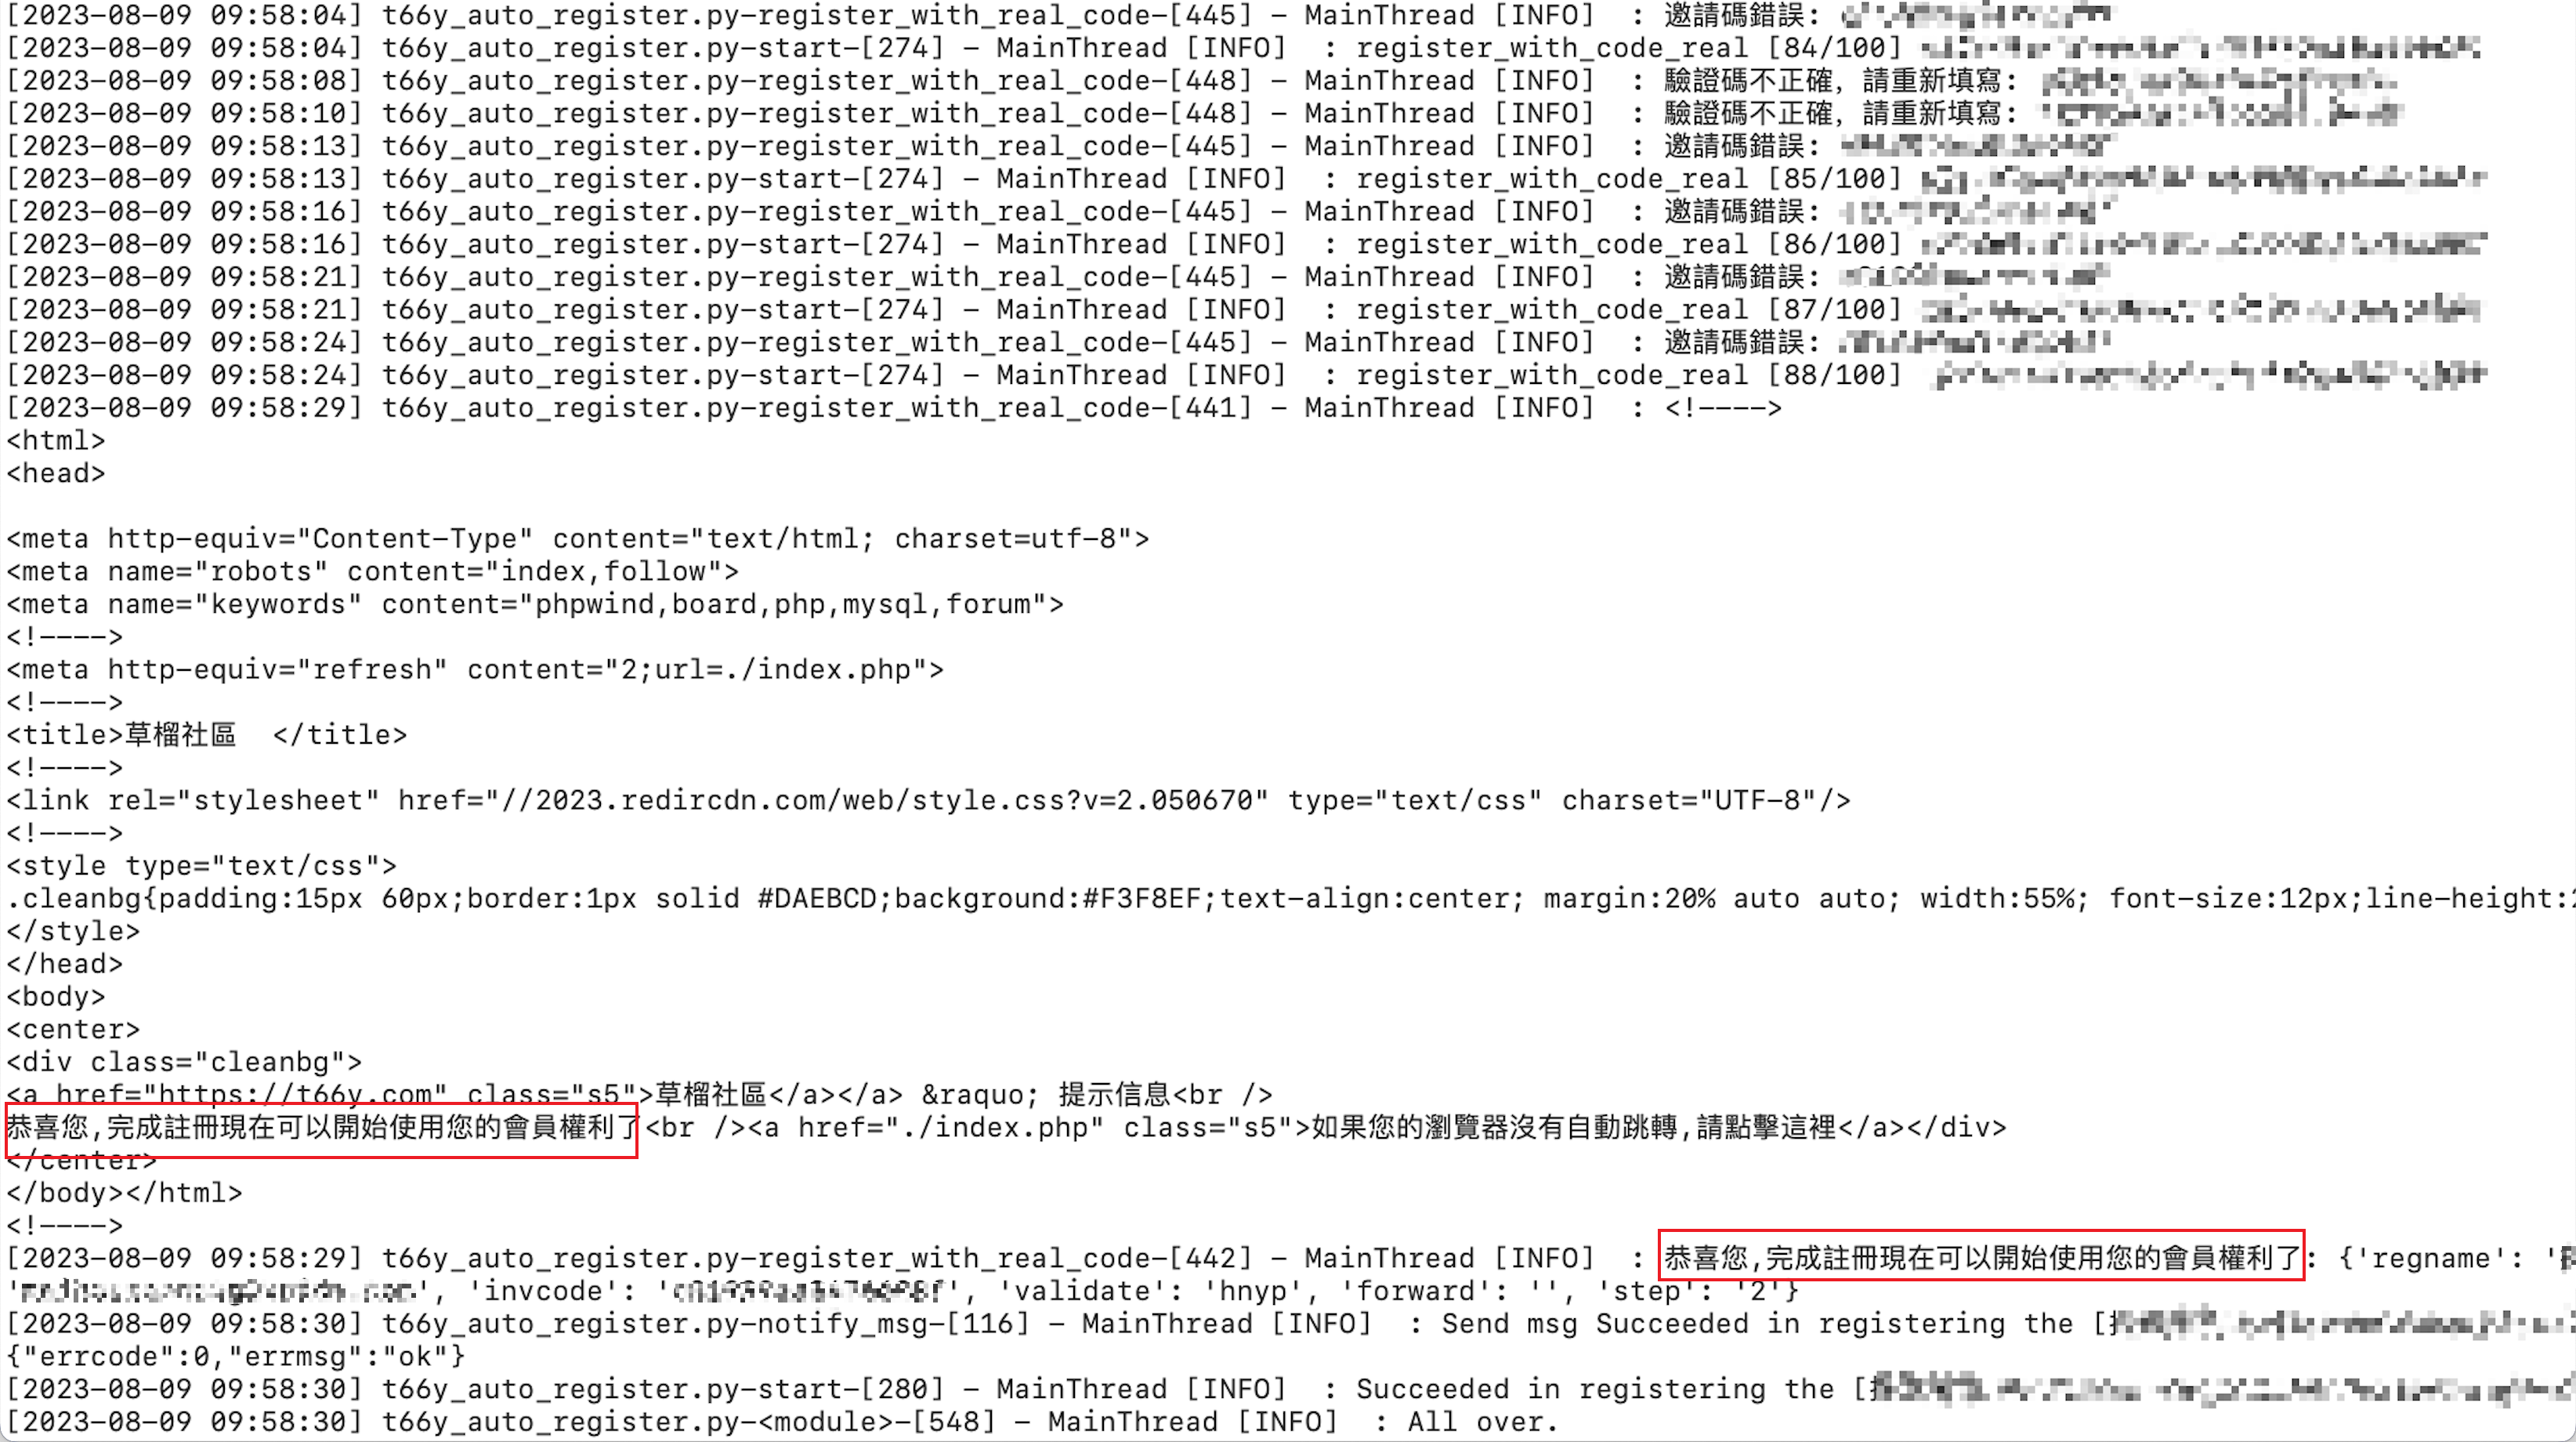 [2023-08-09 09:58:04] t66y_auto_register.py-register_with_real_code-[445] - MainThread [INFO]  : 邀請碼錯誤:
[2023-08-09 09:58:04] t66y_auto_register.py-start-[274] - MainThread [INFO]  : register_with_code_real [84/100]
[2023-08-09 09:58:08] t66y_auto_register.py-register_with_real_code-[448] - MainThread [INFO]  : 驗證碼不正確, 請重新填寫:
[2023-08-09 09:58:10] t66y_auto_register.py-register_with_real_code-[448] - MainThread [INFO]  : 驗證碼不正確, 請重新填寫:
[2023-08-09 09:58:13] t66y_auto_register.py-register_with_real_code-[445] - MainThread [INFO]  : 邀請碼錯誤:
[2023-08-09 09:58:13] t66y_auto_register.py-start-[274] - MainThread [INFO]  : register_with_code_real [85/100]
[2023-08-09 09:58:16] t66y_auto_register.py-register_with_real_code-[445] - MainThread [INFO]  : 邀請碼錯誤:
[2023-08-09 09:58:16] t66y_auto_register.py-start-[274] - MainThread [INFO]  : register_with_code_real [86/100]
[2023-08-09 09:58:21] t66y_auto_register.py-register_with_real_code-[445] - MainThread [INFO]  : 邀請碼錯誤:
[2023-08-09 09:58:21] t66y_auto_register.py-start-[274] - MainThread [INFO]  : register_with_code_real [87/100]
[2023-08-09 09:58:24] t66y_auto_register.py-register_with_real_code-[445] - MainThread [INFO]  : 邀請碼錯誤:
[2023-08-09 09:58:24] t66y_auto_register.py-start-[274] - MainThread [INFO]  : register_with_code_real [88/100]
[2023-08-09 09:58:29] t66y_auto_register.py-register_with_real_code-[441] - MainThread [INFO]  : <!---->
<html>
<head>
<meta http-equiv="Content-Type" content="text/html; charset=utf-8">
<meta name="robots" content="index,follow">
<meta name="keywords" content="phpwind,board,php,mysql,forum">
<!---->
<meta http-equiv="refresh" content="2;url=./index.php">
<!---->
<title>草榴社區  </title>
<!---->
<link rel="stylesheet" href="//2023.redircdn.com/web/style.css?v=2.050670" type="text/css" charset="UTF-8"/>
<!---->
<style type="text/css">
.cleanbg{padding:15px 60px;border:1px solid #DAEBCD;background:#F3F8EF;text-align:center; margin:20% auto auto; width:55%; font-size:12px;line-height:
</style>
</head>
<body>
<center>
<div class="cleanbg">
<a href="https://t66y.com" class="s5">草榴社區</a></a> &raquo; 提示信息<br />
恭喜您,完成註冊現在可以開始使用您的會員權利了<br /><a href="./index.php" class="s5">如果您的瀏覽器沒有自動跳轉,請點擊這裡</a></div>
</center>
</body></html>
<!---->
[2023-08-09 09:58:29] t66y_auto_register.py-register_with_real_code-[442] - MainThread [INFO]  : 恭喜您,完成註冊現在可以開始使用您的會員權利了: {'regname': '
', 'invcode': '', 'validate': 'hnyp', 'forward': '', 'step': '2'}
[2023-08-09 09:58:30] t66y_auto_register.py-notify_msg-[116] - MainThread [INFO]  : Send msg Succeeded in registering the [
{"errcode":0,"errmsg":"ok"}
[2023-08-09 09:58:30] t66y_auto_register.py-start-[280] - MainThread [INFO]  : Succeeded in registering the [
[2023-08-09 09:58:30] t66y_auto_register.py-<module>-[548] - MainThread [INFO]  : All over.